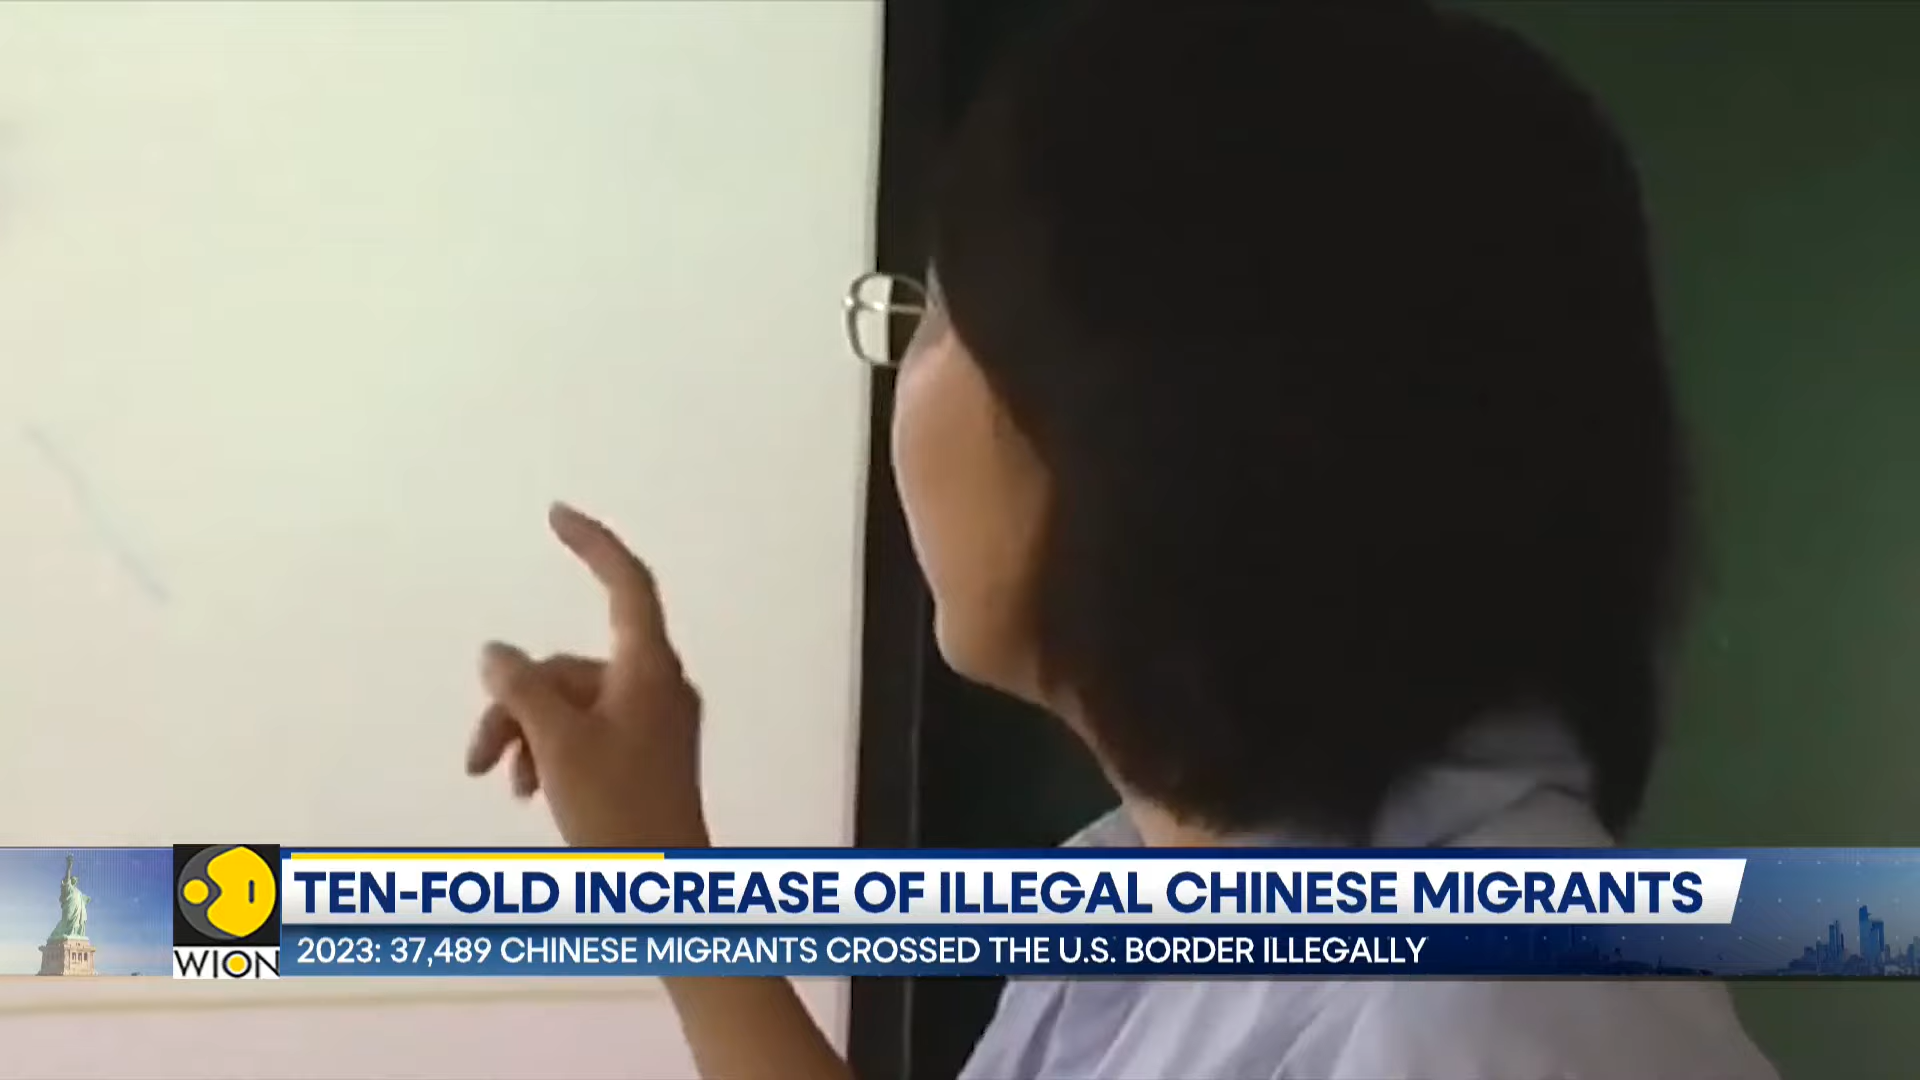 TEN-FOLD INCREASE OF ILLEGAL CHINESE MIGRANTS
2023: 37,489 CHINESE MIGRANTS CROSSED THE U.S. BORDER ILLEGALLY
WION